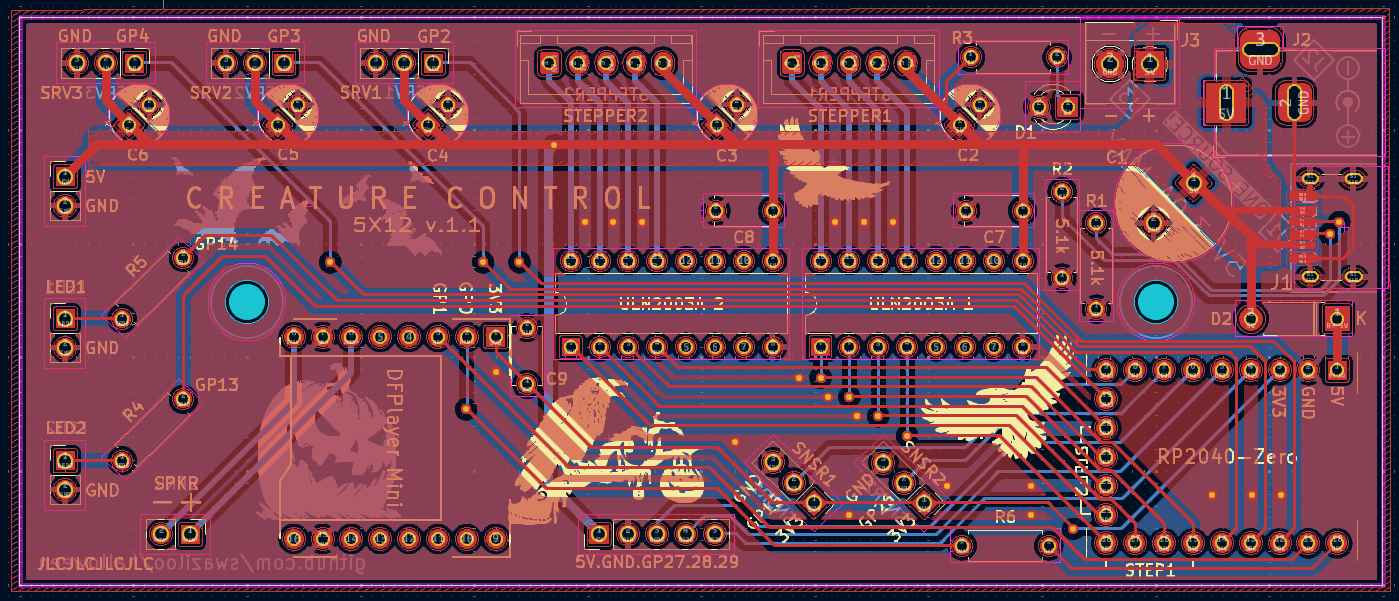 GND GP4
GND GP3
GND GP2
R3
J3
J2
SRV3
SRV2
SRV1
STEPPER2
STEPPER1
D1
3
GND
1
5V
2
GND
C6
C5
C4
C3
C2
C1
5V
GND
CREATURE CONTROL
5X12 v.1.1
C8
C7
R2
R1
5.1k
5.1k
GP14
R5
J1
LED1
GND
GP1
GP0
3V3
ULN2003A-2
ULN2003A-1
D2
K
C9
GP13
R4
DFPlayer Mini
3V3
GND
5V
LED2
GND
SPKR
- +
SNSR1
SNSR2
GND
GND
3V3
3V3
RP2040-Zero
R6
5V.GND.GP27.28.29
STEP1
STEP2
JLCJLCJLCJLC
github.com/swazilo